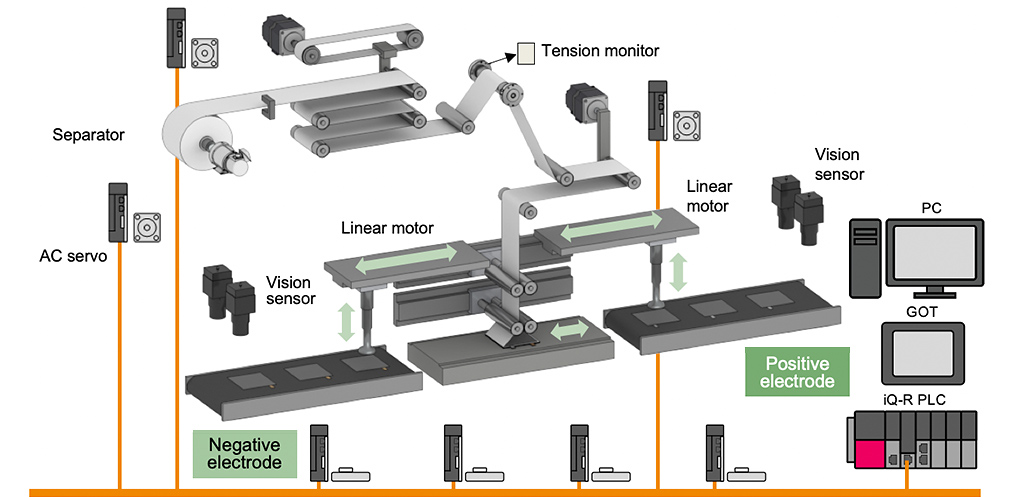 Tension monitor
Separator
Vision
sensor
Linear
motor
PC
Linear motor
AC servo
Vision
sensor
GOT
Positive
electrode
iQ-R PLC
Negative
electrode